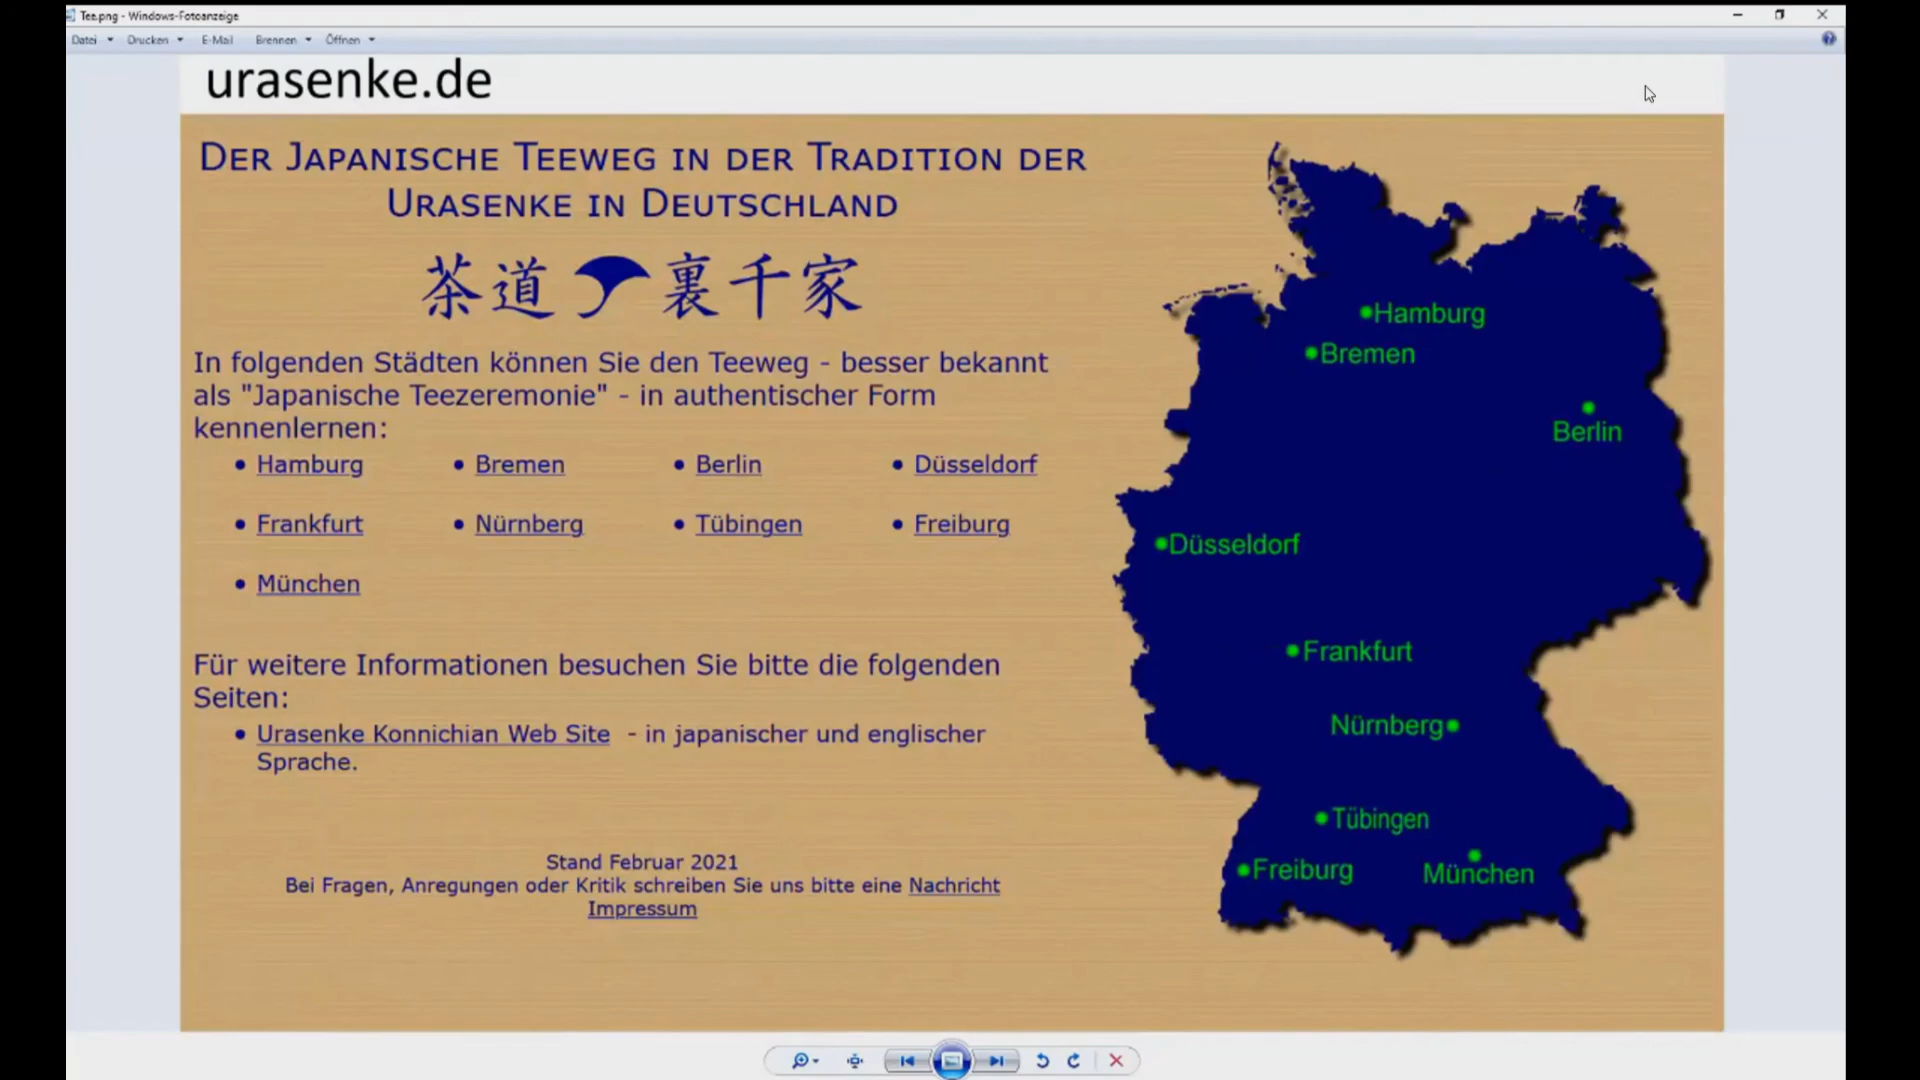 Tee.png - Windows-Fotoanzeige
Datei Drucken E-Mail Brennen Öffnen
urasenke.de
Der Japanische Teeweg in der Tradition der
Urasenke in Deutschland
茶道 裏千家
In folgenden Städten können Sie den Teeweg - besser bekannt
als "Japanische Teezeremonie" - in authentischer Form
kennenlernen:
• Hamburg • Bremen • Berlin • Düsseldorf
• Frankfurt • Nürnberg • Tübingen • Freiburg
• München
Für weitere Informationen besuchen Sie bitte die folgenden
Seiten:
• Urasenke Konnichian Web Site - in japanischer und englischer
Sprache.
Stand Februar 2021
Bei Fragen, Anregungen oder Kritik schreiben Sie uns bitte eine Nachricht
Impressum
Hamburg
Bremen
Berlin
Düsseldorf
Frankfurt
Nürnberg
Tübingen
Freiburg
München